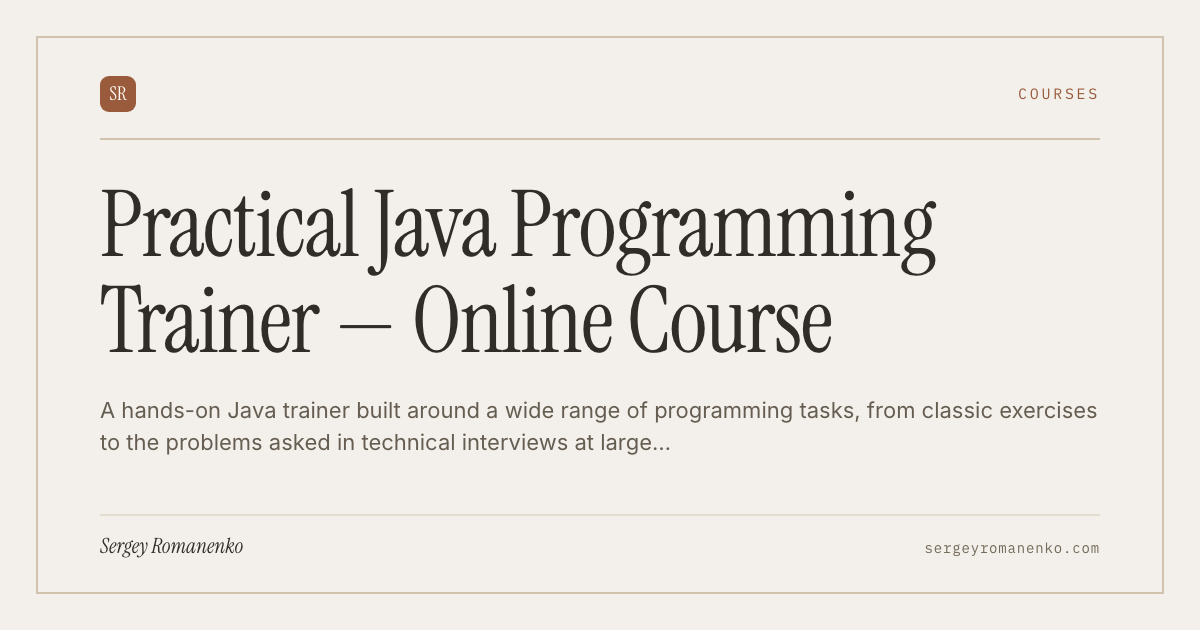 SR
COURSES
Practical Java Programming
Trainer — Online Course
A hands-on Java trainer built around a wide range of programming tasks, from classic exercises
to the problems asked in technical interviews at large...
Sergey Romanenko
sergeyromanenko.com